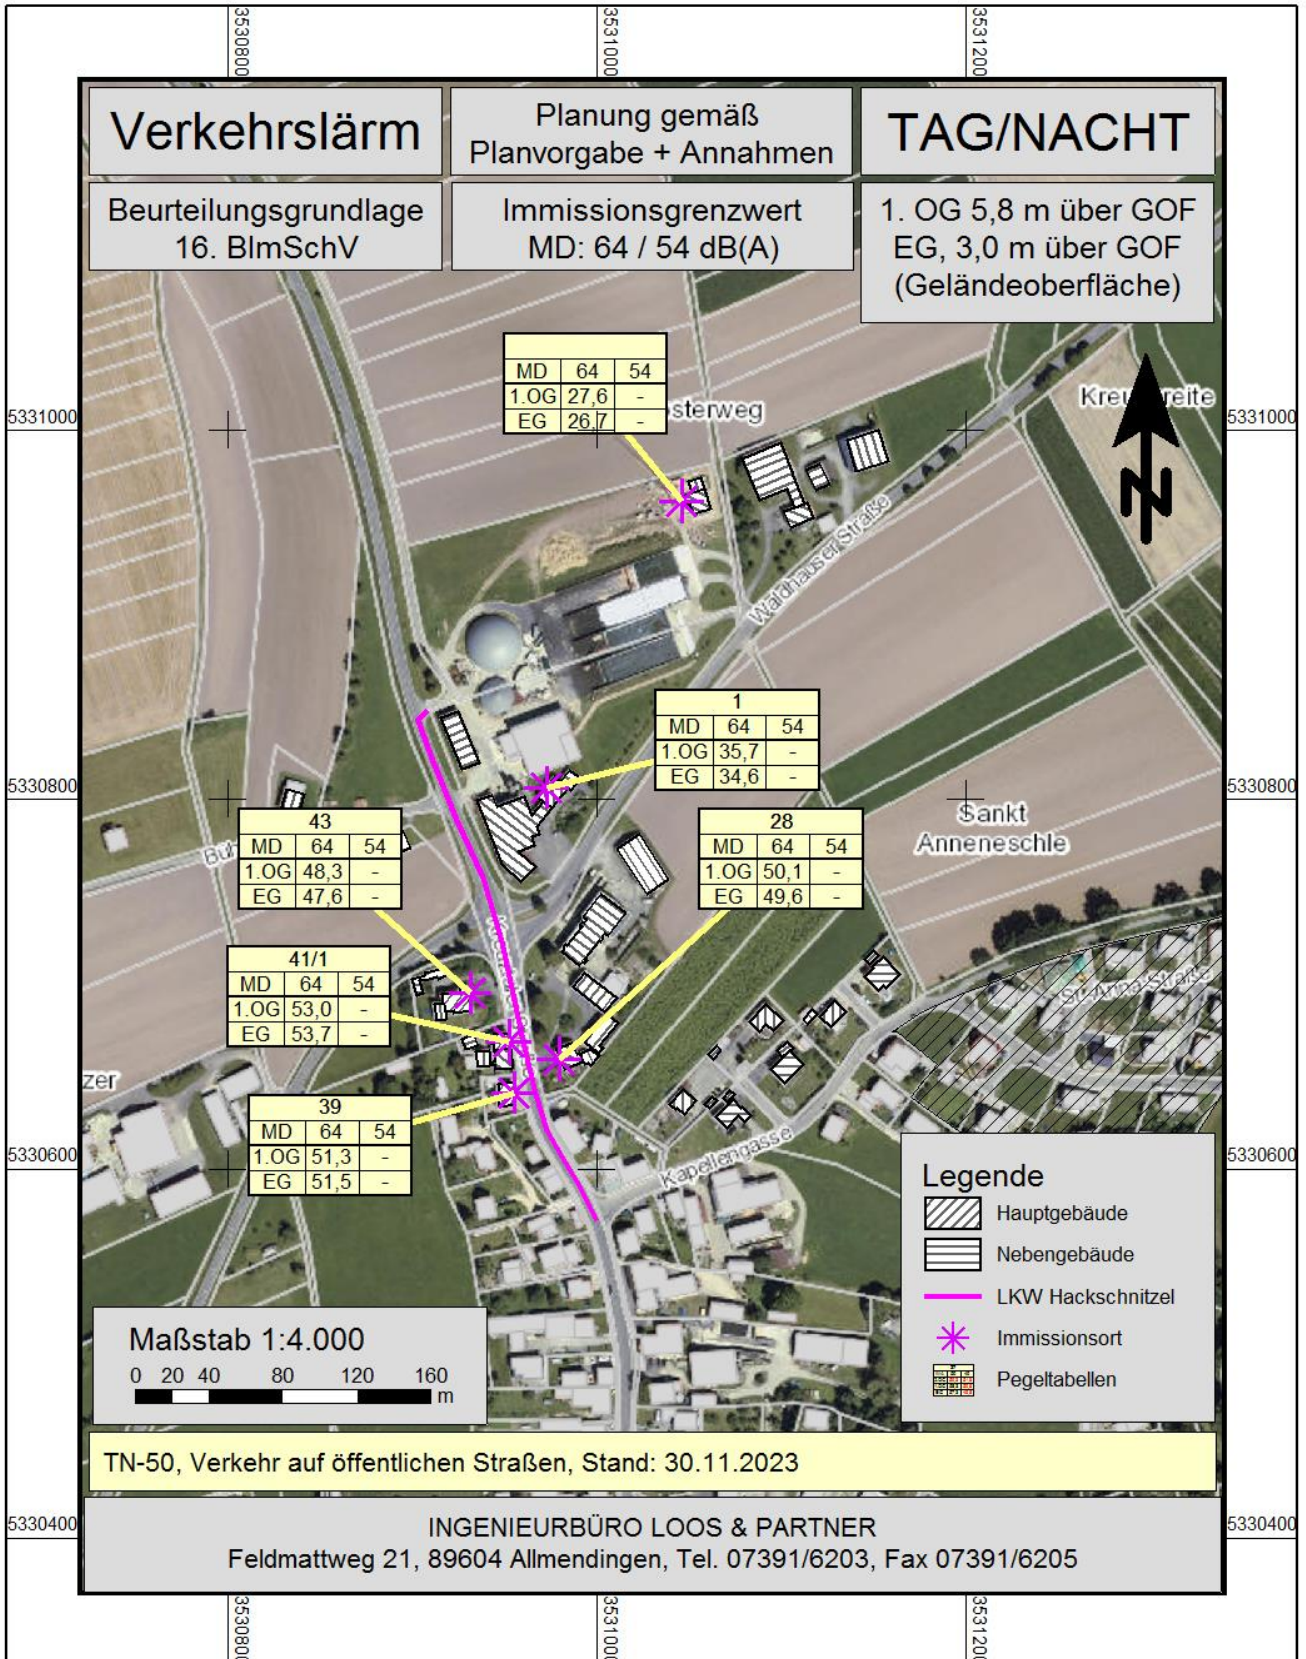 3530800
3531000
3531200
Verkehrslärm
Planung gemäß
Planvorgabe + Annahmen
TAG/NACHT
Beurteilungsgrundlage
16. BImSchV
Immissionsgrenzwert
MD: 64 / 54 dB(A)
1. OG 5,8 m über GOF
EG, 3,0 m über GOF
(Geländeoberfläche)
MD 64 54
1.OG 27,6 -
EG 26,7 -
sterweg
5331000
5331000
N
Waldhauser Straße
1
MD 64 54
1.OG 35,7 -
EG 34,6 -
5330800
5330800
Sankt
Anneneschle
43
MD 64 54
1.OG 48,3 -
EG 47,6 -
28
MD 64 54
1.OG 50,1 -
EG 49,6 -
41/1
MD 64 54
1.OG 53,0 -
EG 53,7 -
St.-Anna-Straße
zer
39
MD 64 54
1.OG 51,3 -
EG 51,5 -
Kapellengasse
5330600
5330600
Legende
Hauptgebäude
Nebengebäude
LKW Hackschnitzel
Immissionsort
Pegeltabellen
Maßstab 1:4.000
0 20 40 80 120 160
m
TN-50, Verkehr auf öffentlichen Straßen, Stand: 30.11.2023
5330400
5330400
INGENIEURBÜRO LOOS & PARTNER
Feldmattweg 21, 89604 Allmendingen, Tel. 07391/6203, Fax 07391/6205
3530800
3531000
3531200